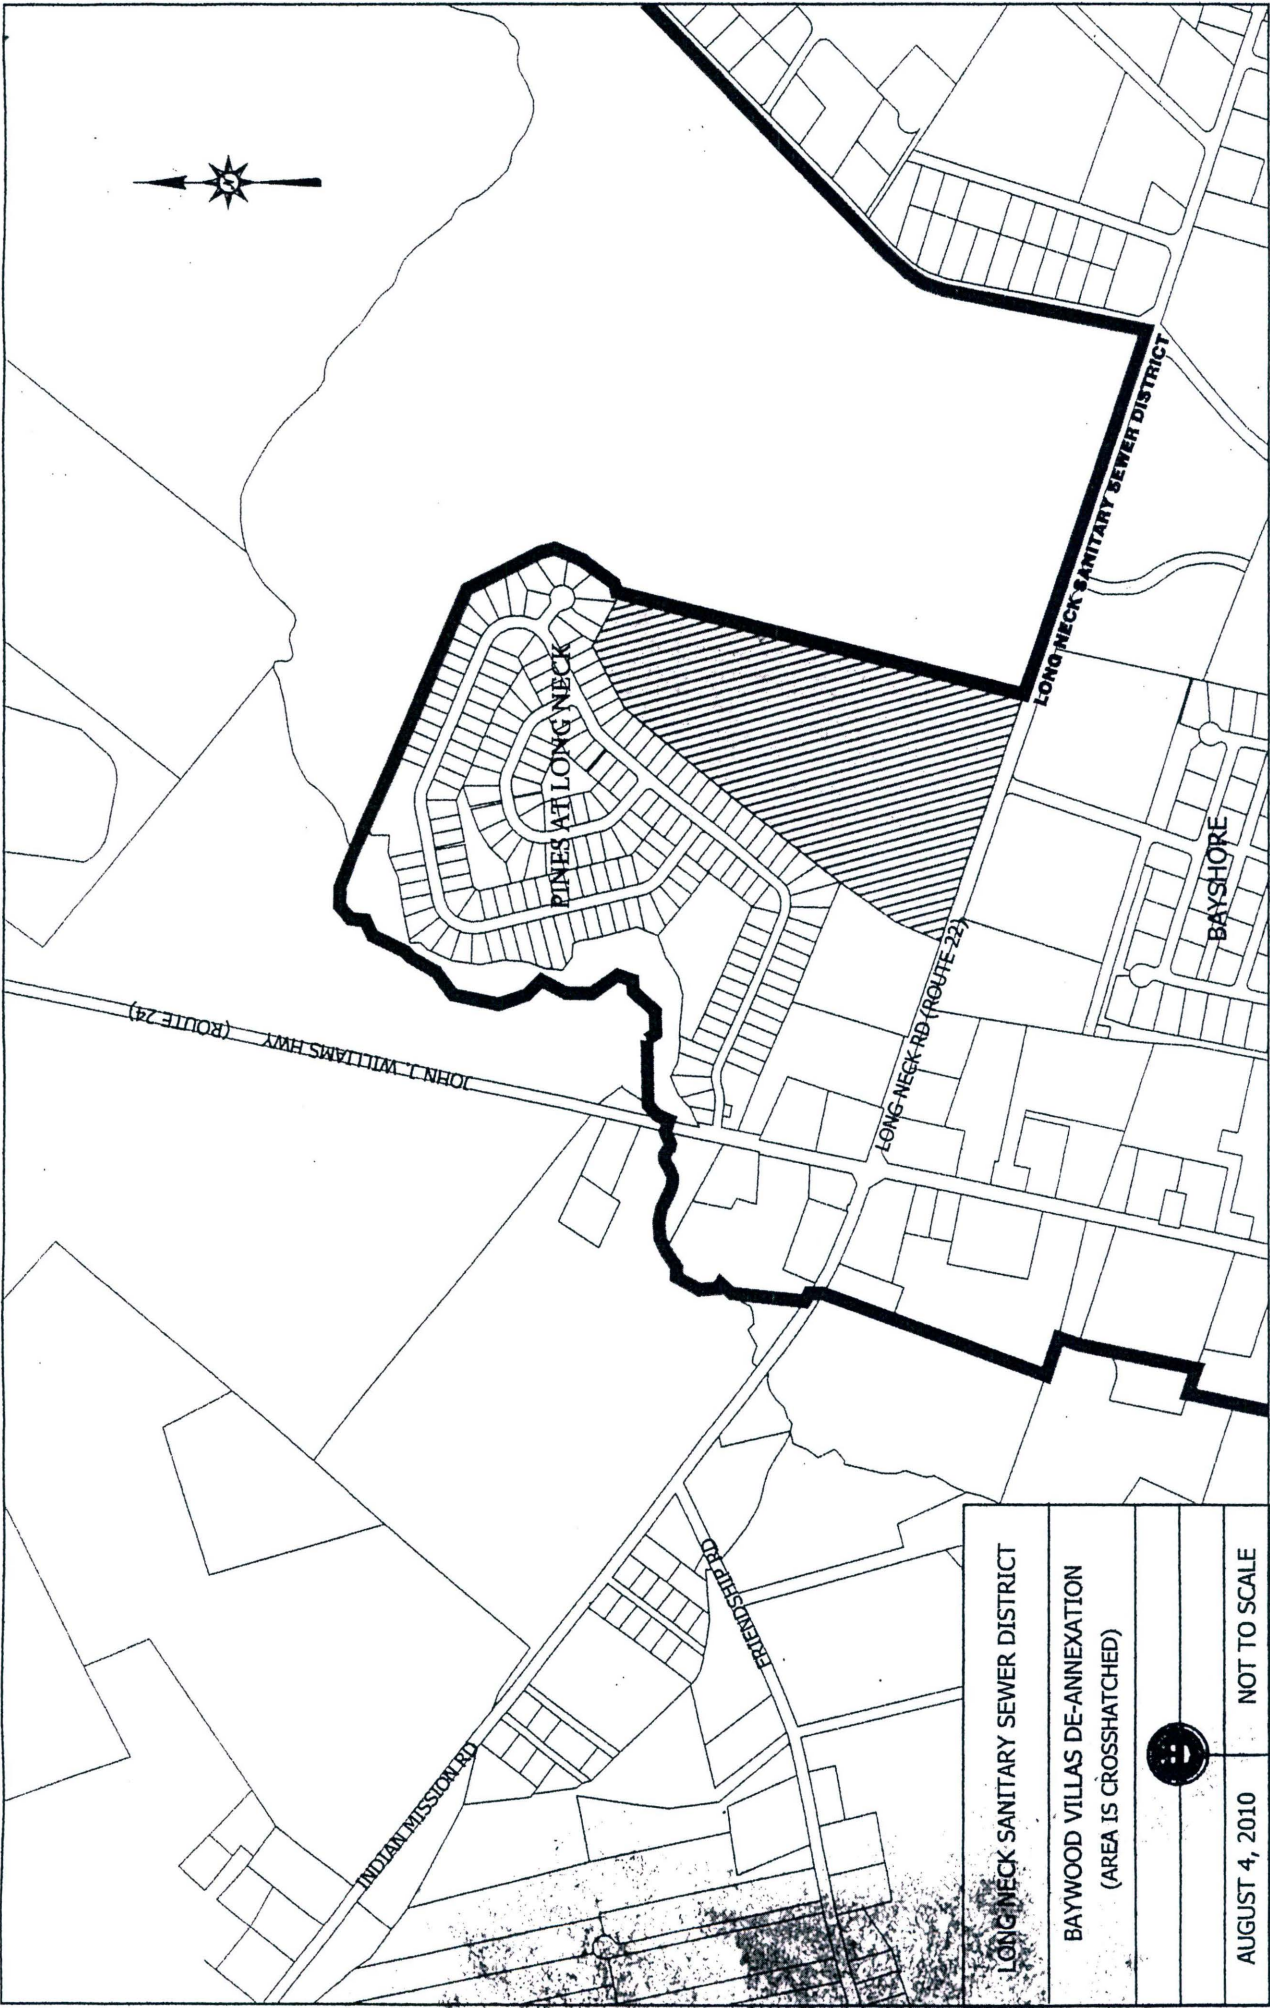 N
JOHN J. WILLIAMS HWY (ROUTE 24)
PINES AT LONG NECK
LONG NECK SANITARY SEWER DISTRICT
LONG NECK RD (ROUTE 22)
BAYSHORE
INDIAN MISSION RD
FRIENDSHIP RD
LONG NECK SANITARY SEWER DISTRICT
BAYWOOD VILLAS DE-ANNEXATION
(AREA IS CROSSHATCHED)
AUGUST 4, 2010
NOT TO SCALE